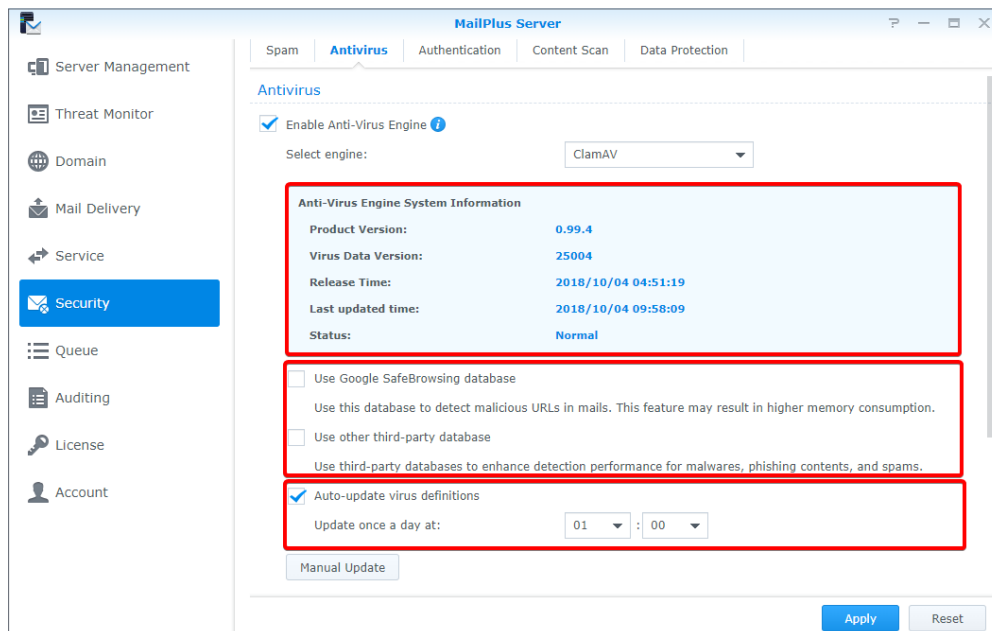 MailPlus Server
Server Management
Threat Monitor
Domain
Mail Delivery
Service
Security
Queue
Auditing
License
Account
Spam
Antivirus
Authentication
Content Scan
Data Protection
Antivirus
Enable Anti-Virus Engine
Select engine: ClamAV
Anti-Virus Engine System Information
Product Version: 0.99.4
Virus Data Version: 25004
Release Time: 2018/10/04 04:51:19
Last updated time: 2018/10/04 09:58:09
Status: Normal
Use Google SafeBrowsing database
Use this database to detect malicious URLs in mails. This feature may result in higher memory consumption.
Use other third-party database
Use third-party databases to enhance detection performance for malwares, phishing contents, and spams.
Auto-update virus definitions
Update once a day at: 01 : 00
Manual Update
Apply
Reset